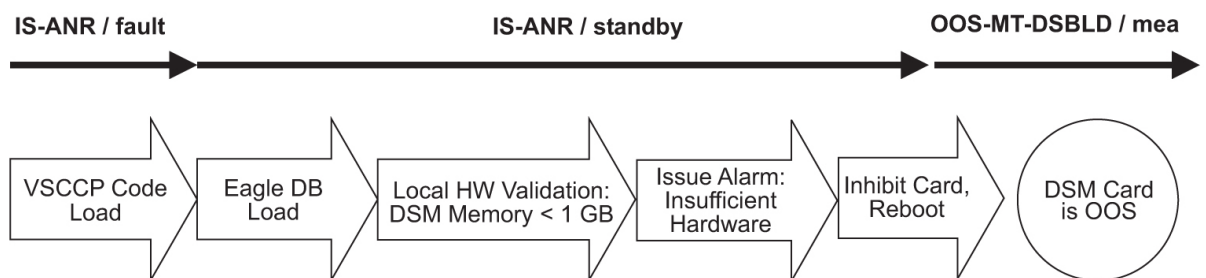 IS-ANR / fault
IS-ANR / standby
OOS-MT-DSBLD / mea
VSCCP Code
Load
Eagle DB
Load
Local HW Validation:
DSM Memory < 1 GB
Issue Alarm:
Insufficient
Hardware
Inhibit Card,
Reboot
DSM Card
is OOS